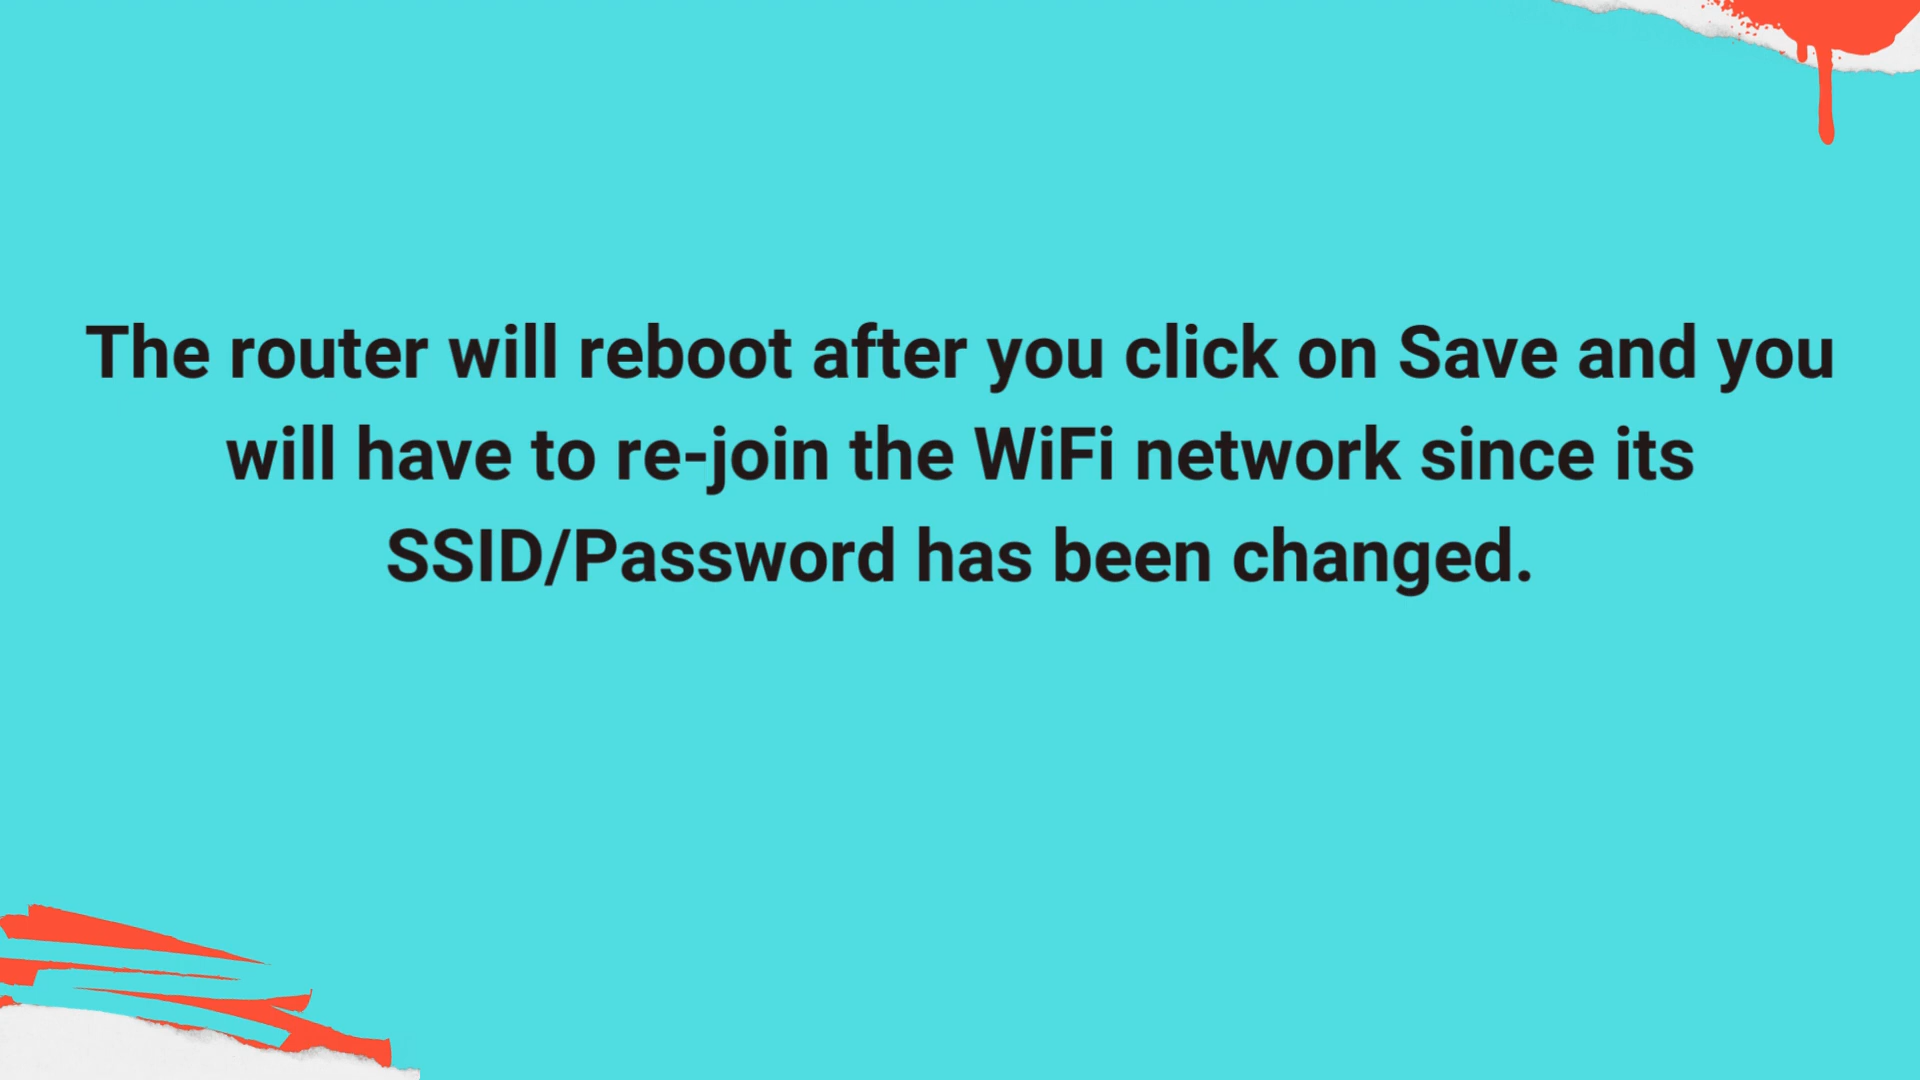 The router will reboot after you click on Save and you
will have to re-join the WiFi network since its
SSID/Password has been changed.